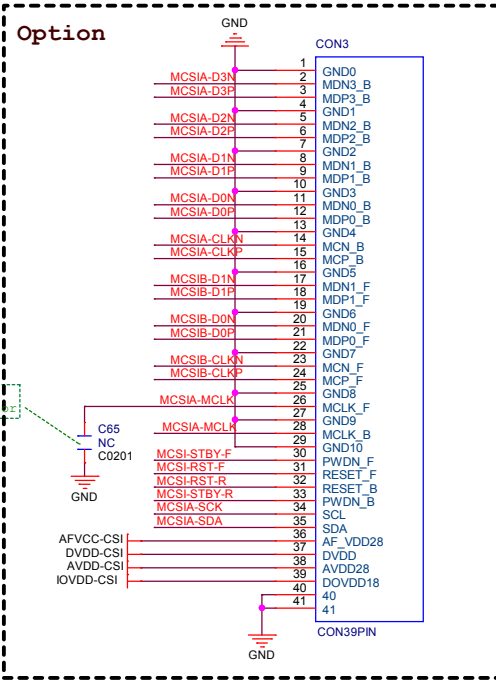 Option
GND
CON3
1 GND0
MCSIA-D3N 2 MDN3_B
MCSIA-D3P 3 MDP3_B
4 GND1
MCSIA-D2N 5 MDN2_B
MCSIA-D2P 6 MDP2_B
7 GND2
MCSIA-D1N 8 MDN1_B
MCSIA-D1P 9 MDP1_B
10 GND3
MCSIA-D0N 11 MDN0_B
MCSIA-D0P 12 MDP0_B
13 GND4
MCSIA-CLKN 14 MCN_B
MCSIA-CLKP 15 MCP_B
16 GND5
MCSIB-D1N 17 MDN1_F
MCSIB-D1P 18 MDP1_F
19 GND6
MCSIB-D0N 20 MDN0_F
MCSIB-D0P 21 MDP0_F
22 GND7
MCSIB-CLKN 23 MCN_F
MCSIB-CLKP 24 MCP_F
25 GND8
MCSIA-MCLK 26 MCLK_F
27 GND9
MCSIA-MCLK 28 MCLK_B
29 GND10
MCSI-STBY-F 30 PWDN_F
MCSI-RST-F 31 RESET_F
MCSI-RST-R 32 RESET_B
MCSI-STBY-R 33 PWDN_B
MCSIA-SCK 34 SCL
MCSIA-SDA 35 SDA
AFVCC-CSI 36 AF_VDD28
DVDD-CSI 37 DVDD
AVDD-CSI 38 AVDD28
IOVDD-CSI 39 DOVDD18
40 40
41 41
CON39PIN
GND
or
C65
NC
C0201
GND